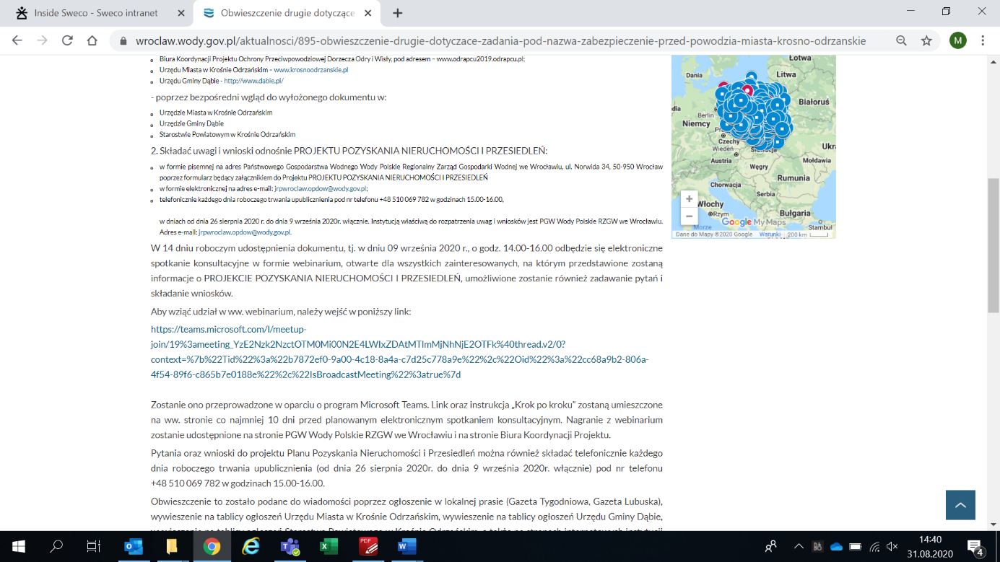 Inside Sweco - Sweco intranet
Obwieszczenie drugie dotyczące
wroclaw.wody.gov.pl/aktualnosci/895-obwieszczenie-drugie-dotyczace-zadania-pod-nazwa-zabezpieczenie-przed-powodzia-miasta-krosno-odrzanskie
M
Biura Koordynacji Projektu Ochrony Przeciwpowodziowej Dorzecza Odry i Wisły, pod adresem – www.odrapcu2019.odrapcu.pl;
Urzędu Miasta w Krośnie Odrzańskim – www.krosnoodrzanskie.pl
Urzędu Gminy Dąbie - http://www.dabie.pl/
- poprzez bezpośredni wgląd do wyłożonego dokumentu w:
Urzędzie Miasta w Krośnie Odrzańskim
Urzędzie Gminy Dąbie
Starostwie Powiatowym w Krośnie Odrzańskim
2. Składać uwagi i wnioski odnośnie PROJEKTU POZYSKANIA NIERUCHOMOŚCI I PRZESIEDLEŃ:
w formie pisemnej na adres Państwowego Gospodarstwa Wodnego Wody Polskie Regionalny Zarząd Gospodarki Wodnej we Wrocławiu, ul. Norwida 34, 50-950 Wrocław
poprzez formularz będący załącznikiem do Projektu PROJEKTU POZYSKANIA NIERUCHOMOŚCI I PRZESIEDLEŃ
w formie elektronicznej na adres e-mail: jrpwroclaw.opdow@wody.gov.pl;
telefonicznie każdego dnia roboczego trwania upublicznienia pod nr telefonu +48 510 069 782 w godzinach 15.00-16.00,
w dniach od dnia 26 sierpnia 2020 r. do dnia 9 września 2020r. włącznie. Instytucją właściwą do rozpatrzenia uwag i wniosków jest PGW Wody Polskie RZGW we Wrocławiu.
Adres e-mail: jrpwroclaw.opdow@wody.gov.pl.
W 14 dniu roboczym udostępnienia dokumentu, tj. w dniu 09 września 2020 r., o godz. 14.00-16.00 odbędzie się elektroniczne
spotkanie konsultacyjne w formie webinarium, otwarte dla wszystkich zainteresowanych, na którym przedstawione zostaną
informacje o PROJEKCIE POZYSKANIA NIERUCHOMOŚCI I PRZESIEDLEŃ, umożliwione zostanie również zadawanie pytań i
składanie wniosków.
Aby wziąć udział w ww. webinarium, należy wejść w poniższy link:
https://teams.microsoft.com/l/meetup-
join/19%3ameeting_YzE2Nzk2NzctOTM0Mi00N2E4LWIxZDAtMTlmMjNhNjE2OTFk%40thread.v2/0?
context=%7b%22Tid%22%3a%22b7872ef0-9a00-4c18-8a4a-c7d25c778a9e%22%2c%22Oid%22%3a%22cc68a9b2-806a-
4f54-89f6-c865b7e0188e%22%2c%22IsBroadcastMeeting%22%3atrue%7d
Zostanie ono przeprowadzone w oparciu o program Microsoft Teams. Link oraz instrukcja „Krok po kroku” zostaną umieszczone
na ww. stronie co najmniej 10 dni przed planowanym elektronicznym spotkaniem konsultacyjnym. Nagranie z webinarium
zostanie udostępnione na stronie PGW Wody Polskie RZGW we Wrocławiu i na stronie Biura Koordynacji Projektu.
Pytania oraz wnioski do projektu Planu Pozyskania Nieruchomości i Przesiedleń można również składać telefonicznie każdego
dnia roboczego trwania upublicznienia (od dnia 26 sierpnia 2020r. do dnia 9 września 2020r. włącznie) pod nr telefonu
+48 510 069 782 w godzinach 15.00-16.00.
Obwieszczenie to zostało podane do wiadomości poprzez ogłoszenie w lokalnej prasie (Gazeta Tygodniowa, Gazeta Lubuska),
wywieszenie na tablicy ogłoszeń Urzędu Miasta w Krośnie Odrzańskim, wywieszenie na tablicy ogłoszeń Urzędu Gminy Dąbie,
Łotwa
Dania
Litwa
Białoruś
Berlin
Niemcy
Czechy
Wiedeń
Ukr
Austria
Węgry
Mołdawia
Rumunia
Chorwacja
Serbia
Włochy
Rzym
Bułgaria
Google My Maps
Morze
Stambuł
Dane do Mapy ©2020 Google
Warunki
200 km
PDF
14:40
31.08.2020
4